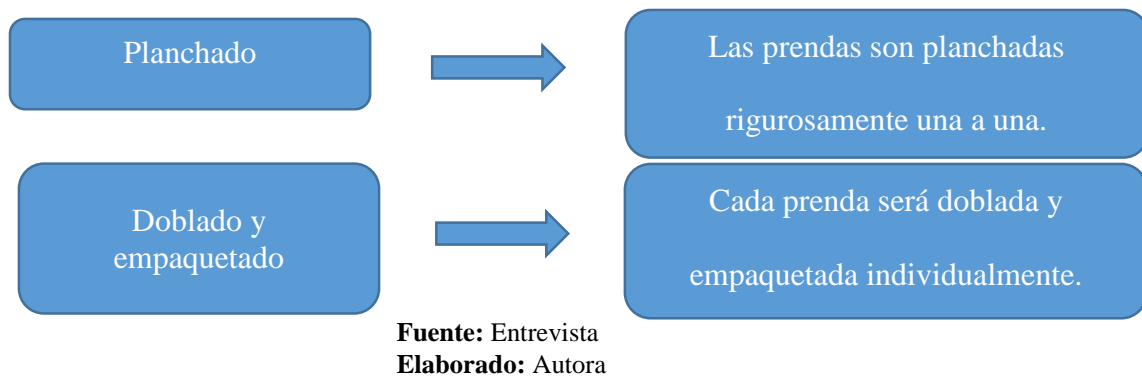 Planchado
Las prendas son planchadas
rigurosamente una a una.
Doblado y
empaquetado
Cada prenda será doblada y
empaquetada individualmente.
Fuente: Entrevista
Elaborado: Autora